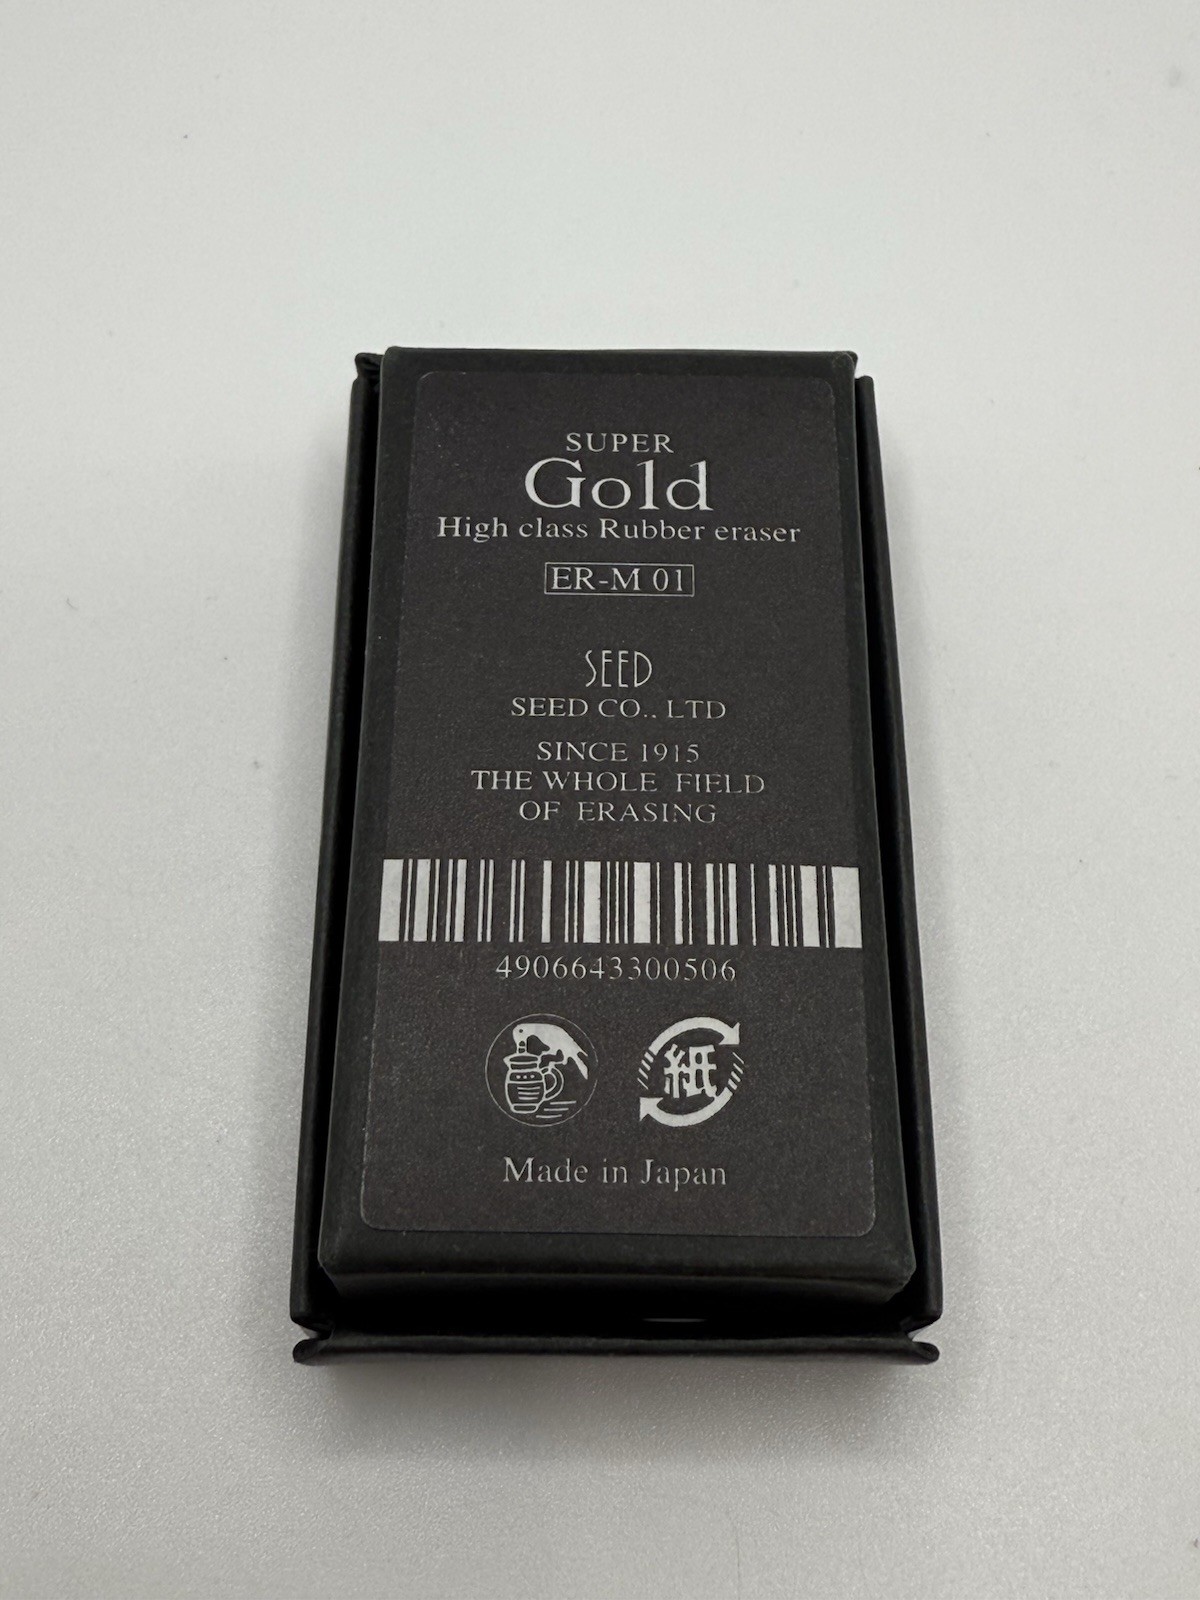 SUPER
Gold
High class Rubber eraser
ER-M 01
SEED
SEED CO., LTD
SINCE 1915
THE WHOLE FIELD
OF ERASING
4906643300506
紙
Made in Japan